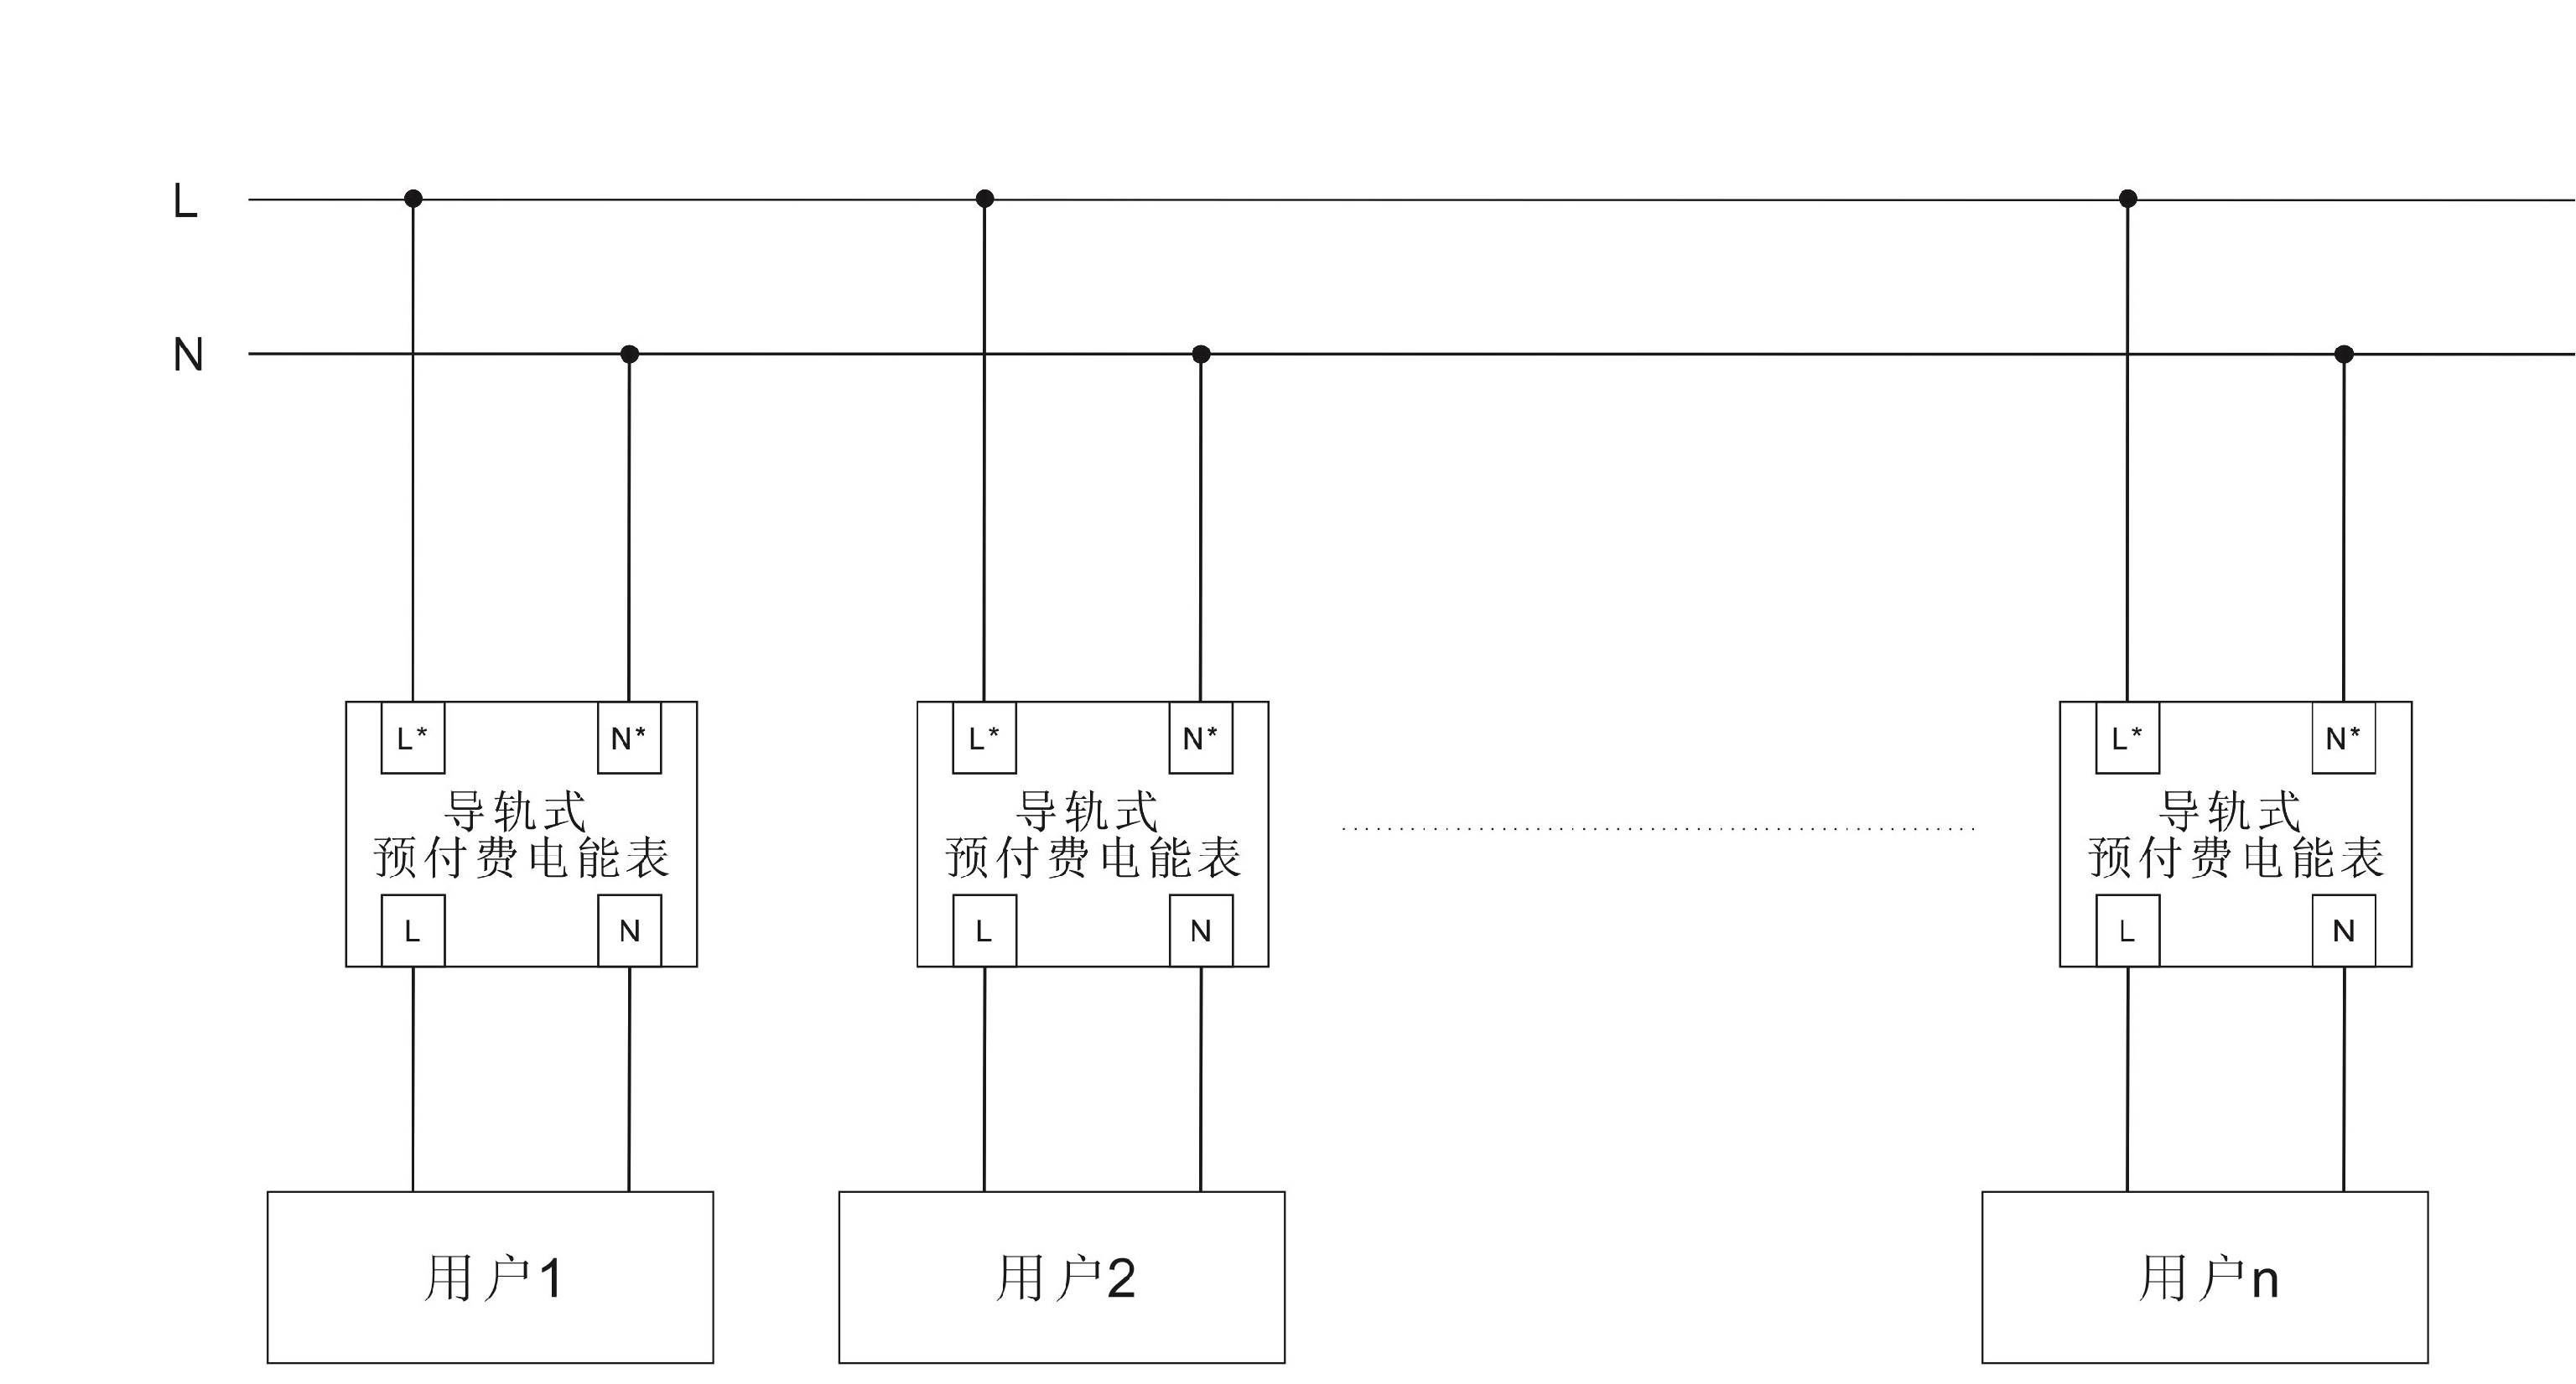 L
N
L* N* L* N* L* N*
导轨式 导轨式 导轨式
预付费电能表 预付费电能表 预付费电能表
L N L N L N
用户1 用户2 用户n